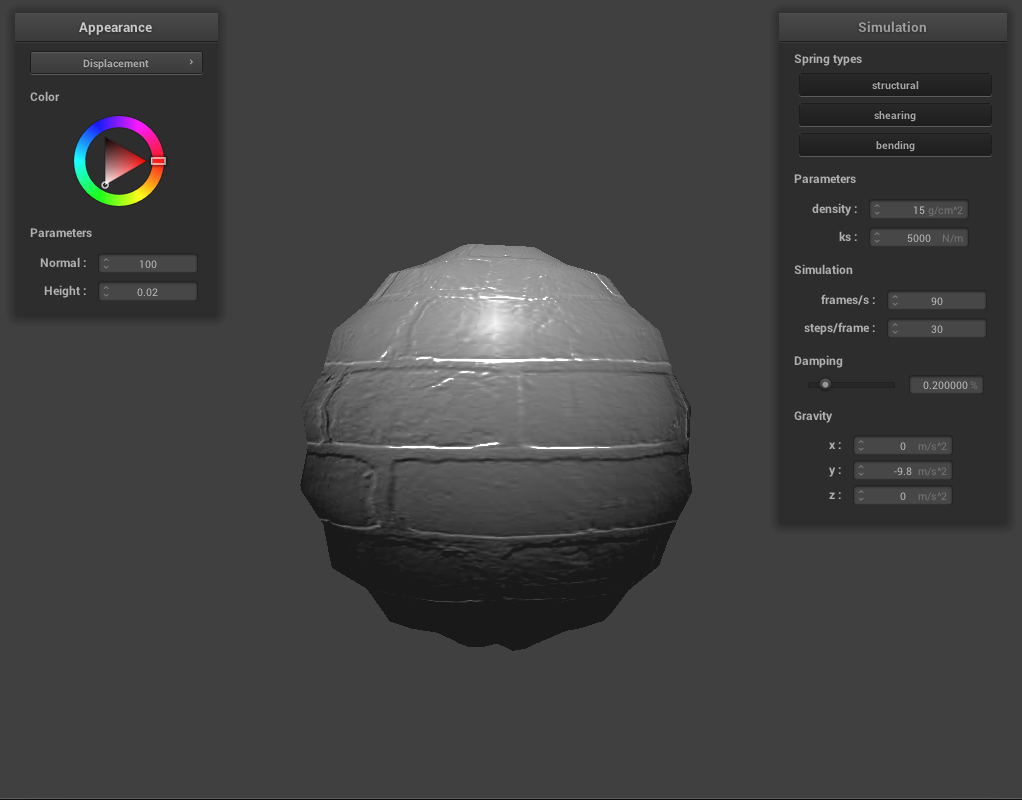 Appearance
Displacement
Color
Parameters
Normal : 100
Height : 0.02
Simulation
Spring types
structural
shearing
bending
Parameters
density : 15 g/cm^2
ks : 5000 N/m
Simulation
frames/s : 90
steps/frame : 30
Damping
0.200000 %
Gravity
x : 0 m/s^2
y : -9.8 m/s^2
z : 0 m/s^2